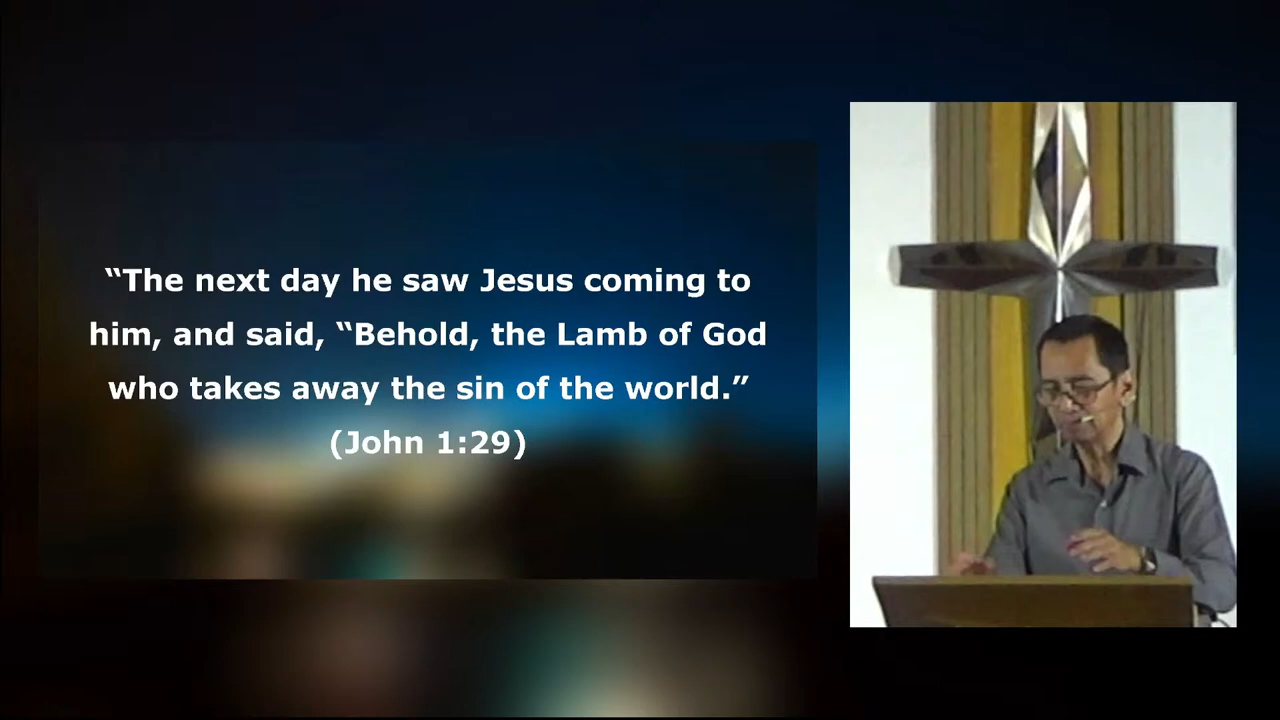 “The next day he saw Jesus coming to
him, and said, “Behold, the Lamb of God
who takes away the sin of the world.”
(John 1:29)